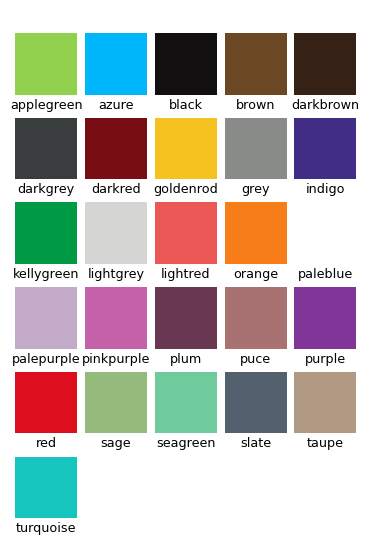 applegreen azure black brown darkbrown
darkgrey darkred goldenrod grey indigo
kellygreen lightgrey lightred orange paleblue
palepurple pinkpurple plum puce purple
red sage seagreen slate taupe
turquoise